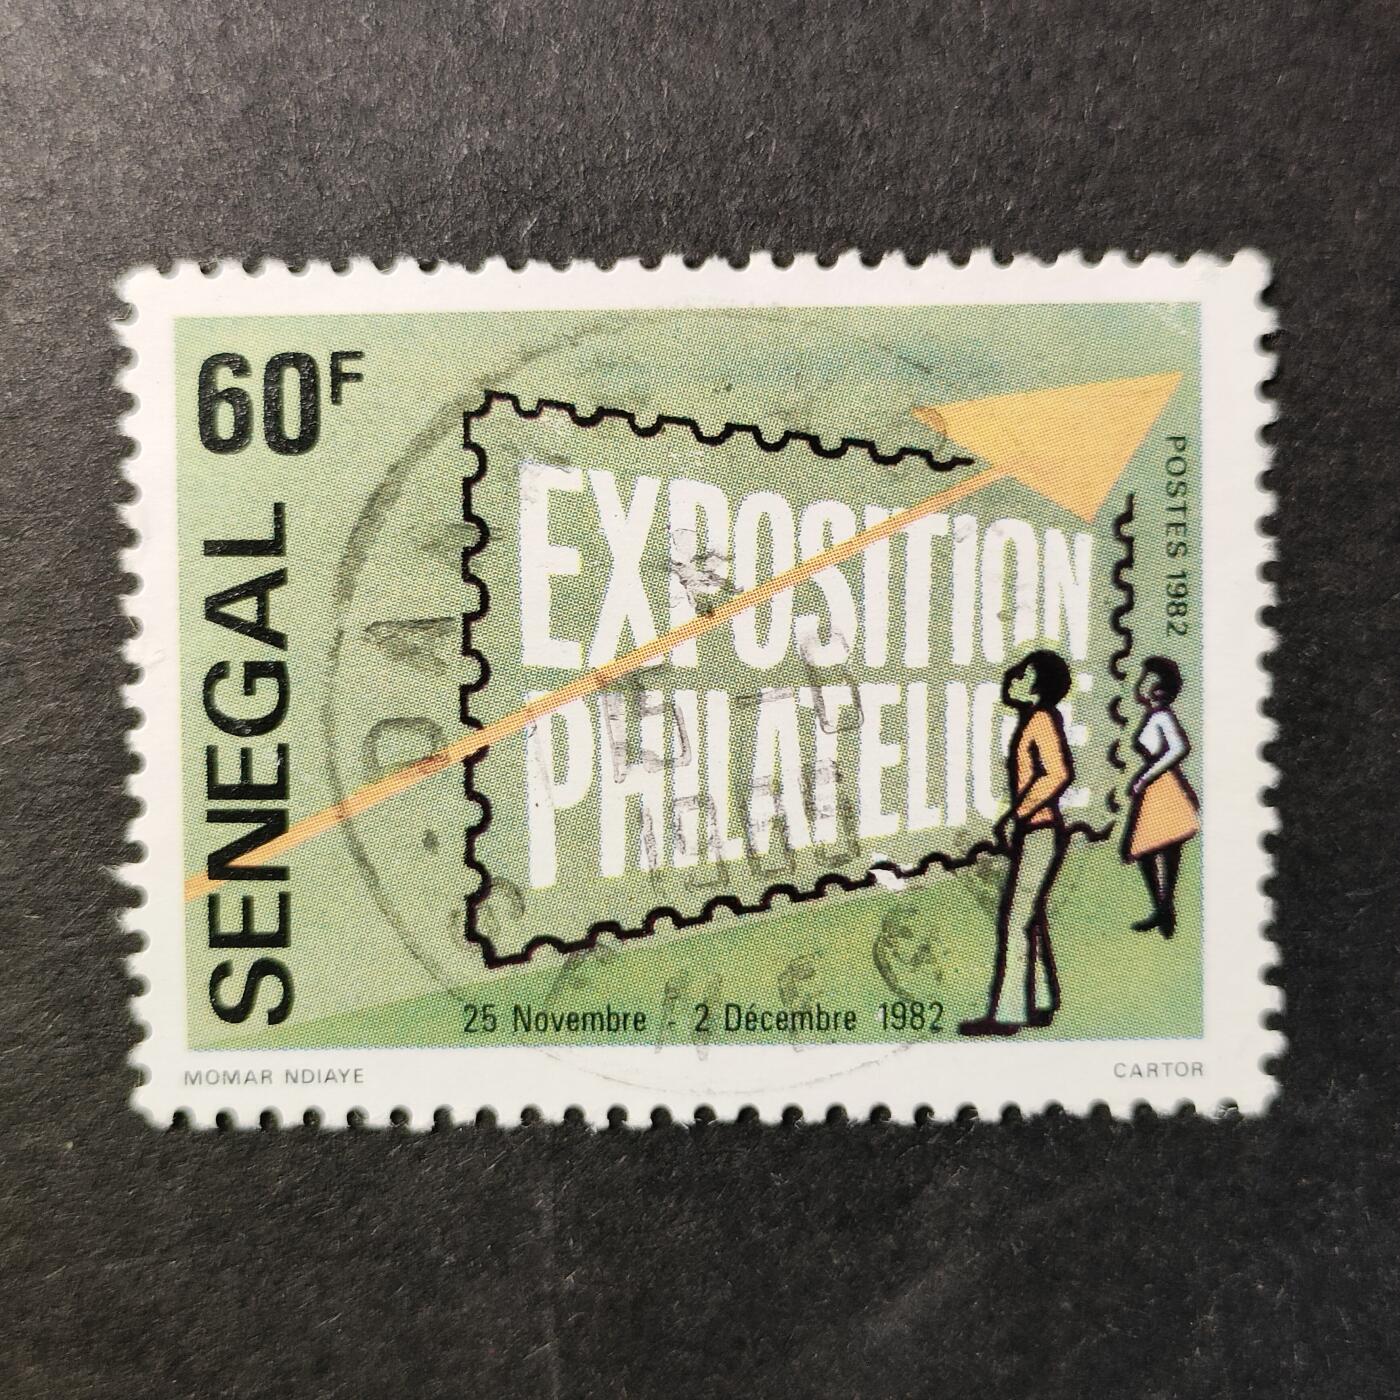 60F
SENEGAL
EXPOSITION
PHILATELIQUE
POSTES 1982
25 Novembre - 2 Décembre 1982
MOMAR NDIAYE
CARTOR